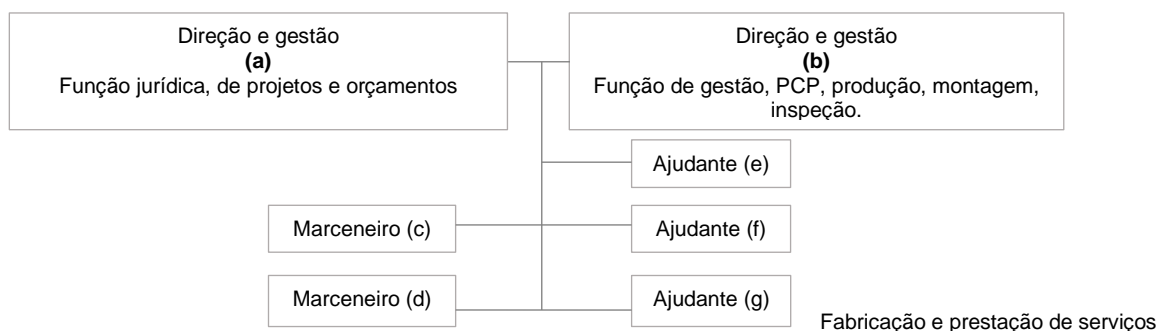 Direção e gestão
(a)
Função jurídica, de projetos e orçamentos
Direção e gestão
(b)
Função de gestão, PCP, produção, montagem,
inspeção.
Ajudante (e)
Marceneiro (c)
Ajudante (f)
Marceneiro (d)
Ajudante (g)
Fabricação e prestação de serviços